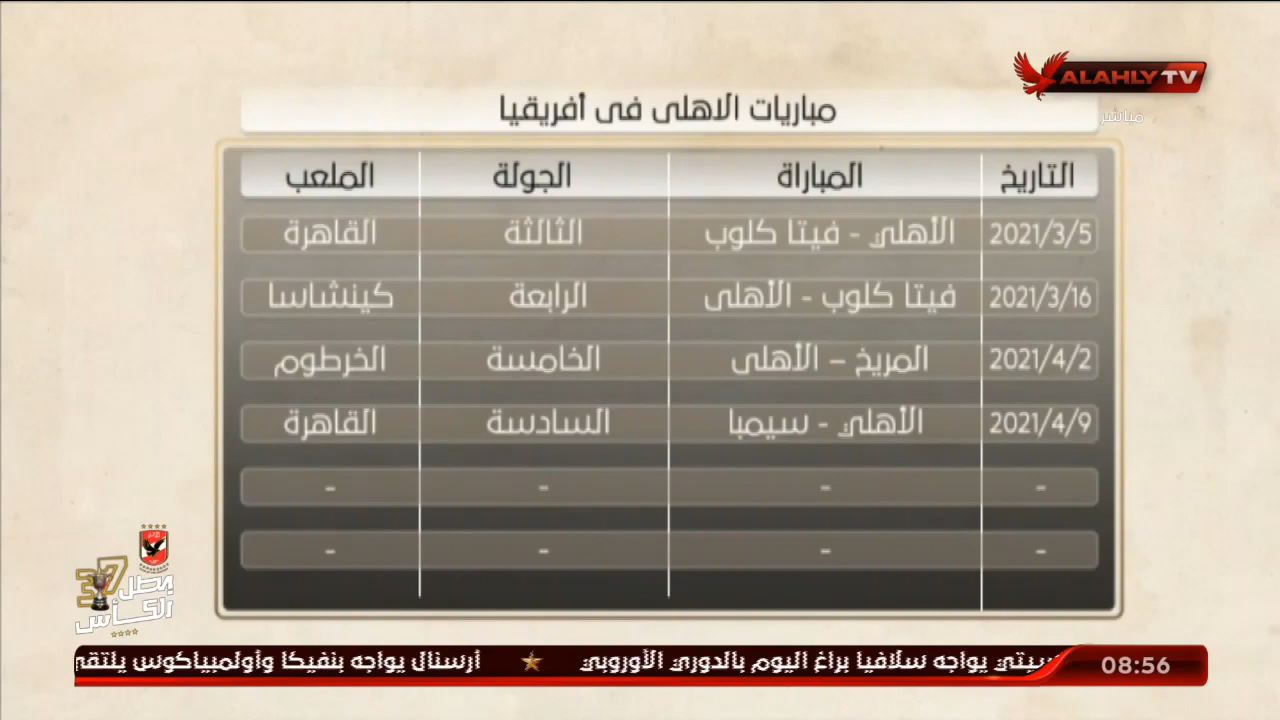 ALAHLY TV
مباشر
مباريات الاهلى فى أفريقيا
التاريخ المباراة الجولة الملعب
2021/3/5 الأهلي - فيتا كلوب الثالثة القاهرة
2021/3/16 فيتا كلوب - الأهلى الرابعة كينشاسا
2021/4/2 المريخ – الأهلى الخامسة الخرطوم
2021/4/9 الأهلي - سيمبا السادسة القاهرة
- - - -
- - - -
37
بطل
الكأس
08:56 سيتي يواجه سلافيا براغ اليوم بالدوري الأوروبي أرسنال يواجه بنفيكا وأولمبياكوس يلتقي